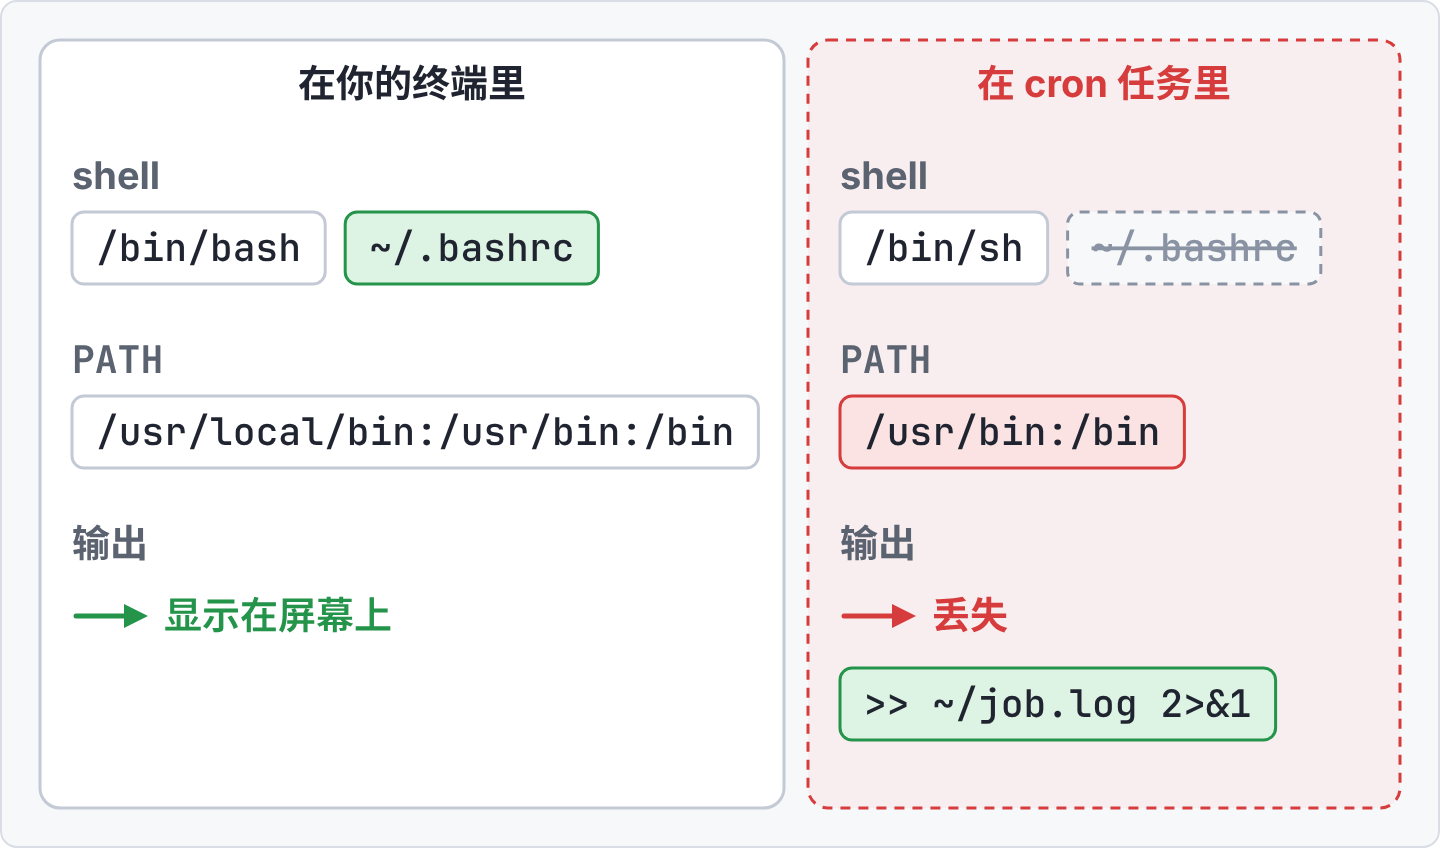 在你的终端里
shell
/bin/bash
~/.bashrc
PATH
/usr/local/bin:/usr/bin:/bin
输出
显示在屏幕上
在 cron 任务里
shell
/bin/sh
~/.bashrc
PATH
/usr/bin:/bin
输出
丢失
>> ~/job.log 2>&1